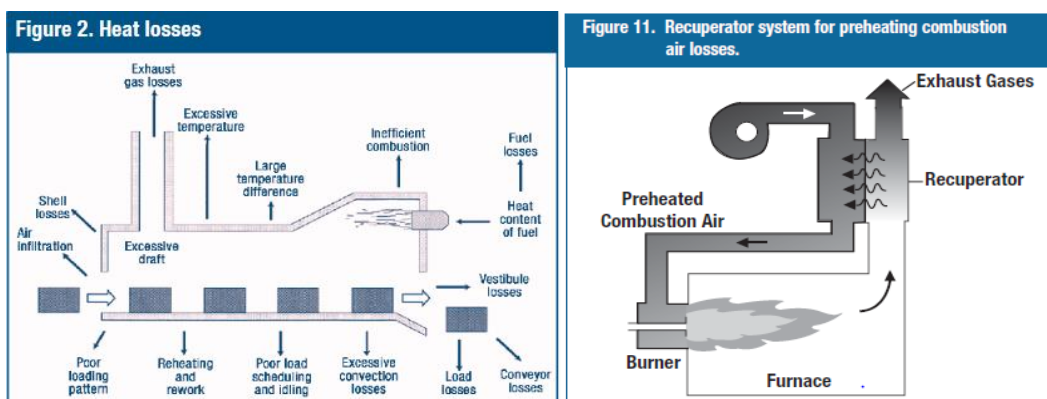 Figure 2. Heat losses
Exhaust
gas losses
Excessive
temperature
Inefficient
combustion
Fuel
losses
Large
temperature
difference
Shell
losses
Heat
content
of fuel
Air
infiltration
Excessive
draft
Vestibule
losses
Poor
loading
pattern
Reheating
and
rework
Poor load
scheduling
and idling
Excessive
convection
losses
Load
losses
Conveyor
losses
Figure 11. Recuperator system for preheating combustion
air losses.
Exhaust Gases
Recuperator
Preheated
Combustion Air
Burner
Furnace